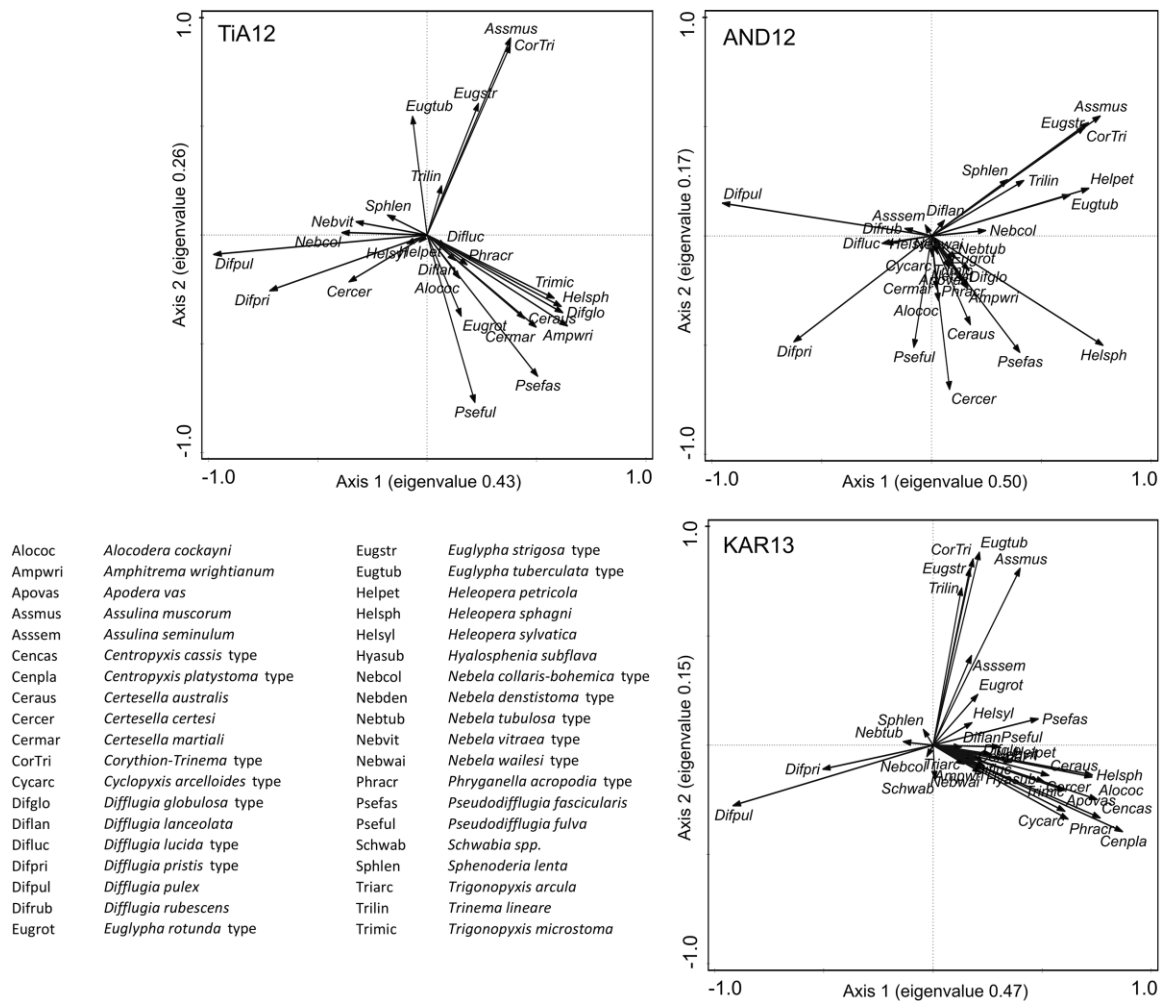 TiA12
1.0
Axis 2 (eigenvalue 0.26)
-1.0
Assmus
CorTri
Eugstr
Eugtub
Trilin
Sphlen
Nebvit
Nebcol
Difluc
Helsyl
Helpet
Phracr
Difpul
Diflan
Difpri
Cercer
Alococ
Trimic
Helsph
Difglo
Eugrot
Ceraus
Cermar
Ampwri
Psefas
Pseful
-1.0
Axis 1 (eigenvalue 0.43)
1.0
AND12
1.0
Axis 2 (eigenvalue 0.17)
-1.0
Assmus
Eugstr
CorTri
Sphlen
Trilin
Helpet
Difpul
Eugtub
Diflan
Asssem
Difrub
Nebcol
Difluc
Helsyl
Nebwai
Nebtub
Cycarc
Eugrot
Trimic
Difglo
Apovas
Cermar
Phracr
Ampwri
Alococ
Ceraus
Difpri
Pseful
Psefas
Helsph
Cercer
-1.0
Axis 1 (eigenvalue 0.50)
1.0
Alococ Alocodera cockayni
Ampwri Amphitrema wrightianum
Apovas Apodera vas
Assmus Assulina muscorum
Asssem Assulina seminulum
Cencas Centropyxis cassis type
Cenpla Centropyxis platystoma type
Ceraus Certesella australis
Cercer Certesella certesi
Cermar Certesella martiali
CorTri Corythion-Trinema type
Cycarc Cyclopyxis arcelloides type
Difglo Difflugia globulosa type
Diflan Difflugia lanceolata
Difluc Difflugia lucida type
Difpri Difflugia pristis type
Difpul Difflugia pulex
Difrub Difflugia rubescens
Eugrot Euglypha rotunda type
Eugstr Euglypha strigosa type
Eugtub Euglypha tuberculata type
Helpet Heleopera petricola
Helsph Heleopera sphagni
Helsyl Heleopera sylvatica
Hyasub Hyalosphenia subflava
Nebcol Nebela collaris-bohemica type
Nebden Nebela denstistoma type
Nebtub Nebela tubulosa type
Nebvit Nebela vitraea type
Nebwai Nebela wailesi type
Phracr Phryganella acropodia type
Psefas Pseudodifflugia fascicularis
Pseful Pseudodifflugia fulva
Schwab Schwabia spp.
Sphlen Sphenoderia lenta
Triarc Trigonopyxis arcula
Trilin Trinema lineare
Trimic Trigonopyxis microstoma
KAR13
1.0
Axis 2 (eigenvalue 0.15)
-1.0
CorTri
Eugtub
Eugstr
Assmus
Trilin
Asssem
Eugrot
Helsyl
Psefas
Sphlen
Nebtub
Diflan
Pseful
Difglo
Helpet
Triarc
Difluc
Ceraus
Difpri
Nebcol
Ampwri
Nebwai
Hyasub
Cercer
Helsph
Schwab
Trimic
Alococ
Apovas
Cencas
Difpul
Cycarc
Phracr
Cenpla
-1.0
Axis 1 (eigenvalue 0.47)
1.0